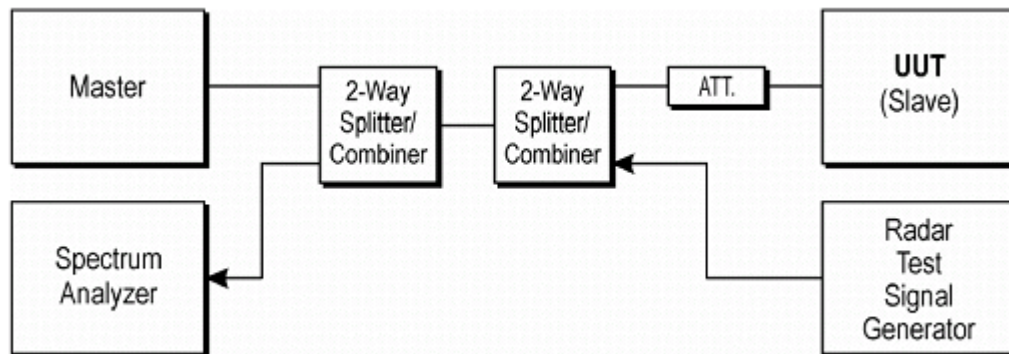 Master
2-Way
Splitter/
Combiner
2-Way
Splitter/
Combiner
ATT.
UUT
(Slave)
Spectrum
Analyzer
Radar
Test
Signal
Generator